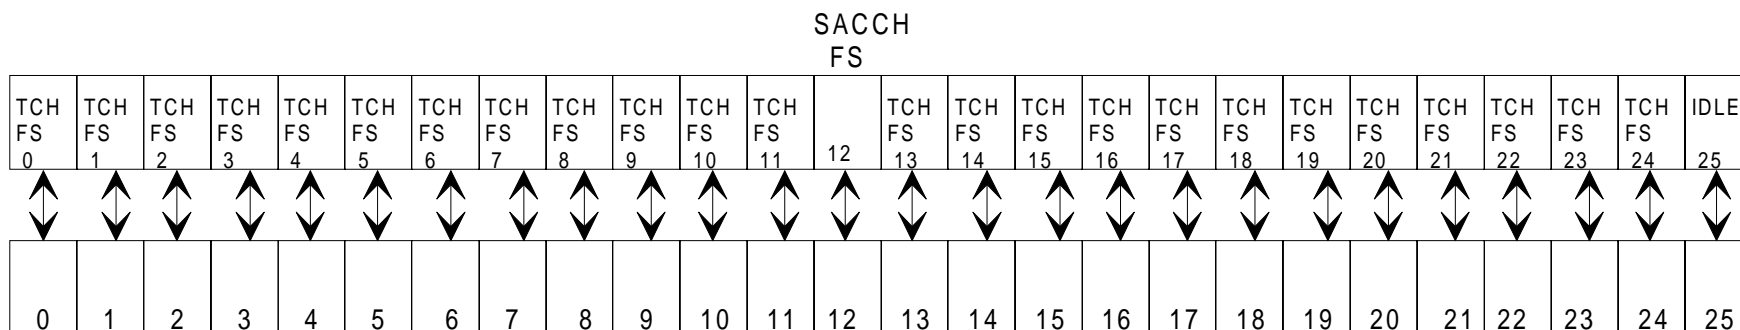 SACCH
FS
TCH TCH TCH TCH TCH TCH TCH TCH TCH TCH TCH TCH TCH TCH TCH TCH TCH TCH TCH TCH TCH TCH TCH TCH IDLE
FS FS FS FS FS FS FS FS FS FS FS FS FS FS FS FS FS FS FS FS FS FS FS FS
0 1 2 3 4 5 6 7 8 9 10 11 12 13 14 15 16 17 18 19 20 21 22 23 24 25
0 1 2 3 4 5 6 7 8 9 10 11 12 13 14 15 16 17 18 19 20 21 22 23 24 25